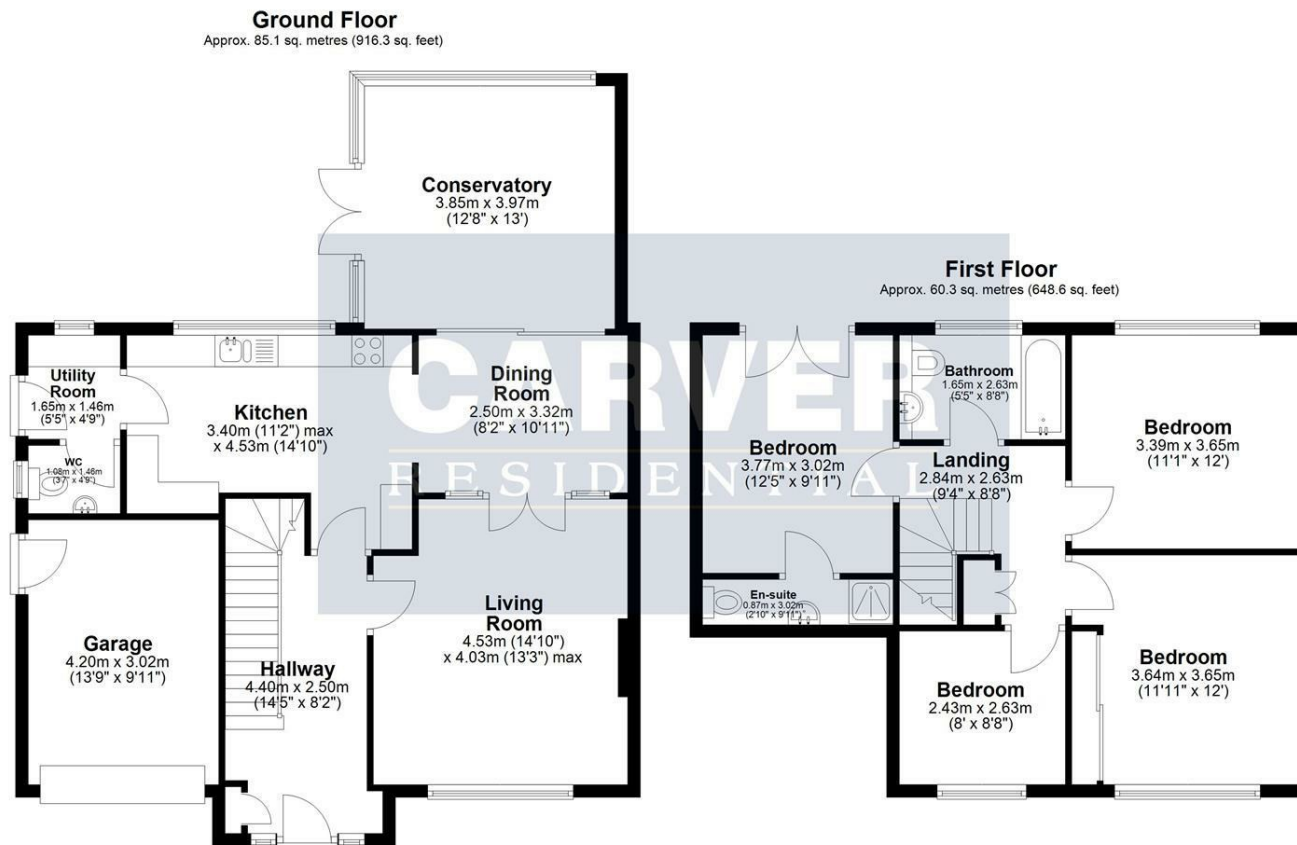 Ground Floor
Approx. 85.1 sq. metres (916.3 sq. feet)
Conservatory
3.85m x 3.97m
(12'8" x 13')
Utility
Room
1.65m x 1.46m
(5'5" x 4'9")
WC
1.08m x 1.46m
(3'7" x 4'9")
Kitchen
3.40m (11'2") max
x 4.53m (14'10")
Dining
Room
2.50m x 3.32m
(8'2" x 10'11")
Garage
4.20m x 3.02m
(13'9" x 9'11")
Hallway
4.40m x 2.50m
(14'5" x 8'2")
Living
Room
4.53m (14'10")
x 4.03m (13'3") max
CARVER
RESIDENTIAL
First Floor
Approx. 60.3 sq. metres (648.6 sq. feet)
Bedroom
3.77m x 3.02m
(12'5" x 9'11")
Bathroom
1.65m x 2.63m
(5'5" x 8'8")
Landing
2.84m x 2.63m
(9'4" x 8'8")
Bedroom
3.39m x 3.65m
(11'1" x 12')
En-suite
0.87m x 3.02m
(2'10" x 9'11")
Bedroom
2.43m x 2.63m
(8' x 8'8")
Bedroom
3.64m x 3.65m
(11'11" x 12')